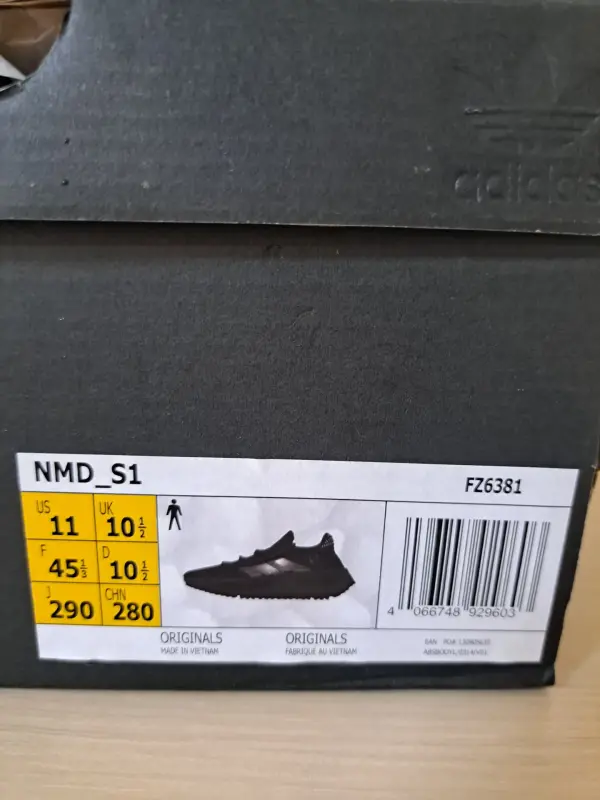 adidas
NMD_S1
FZ6381
US 11
UK 10½
F 45⅓
D 10½
J 290
CHN 280
4 066748 929603
ORIGINALS
MADE IN VIETNAM
ORIGINALS
FABRIQUÉ AU VIETNAM